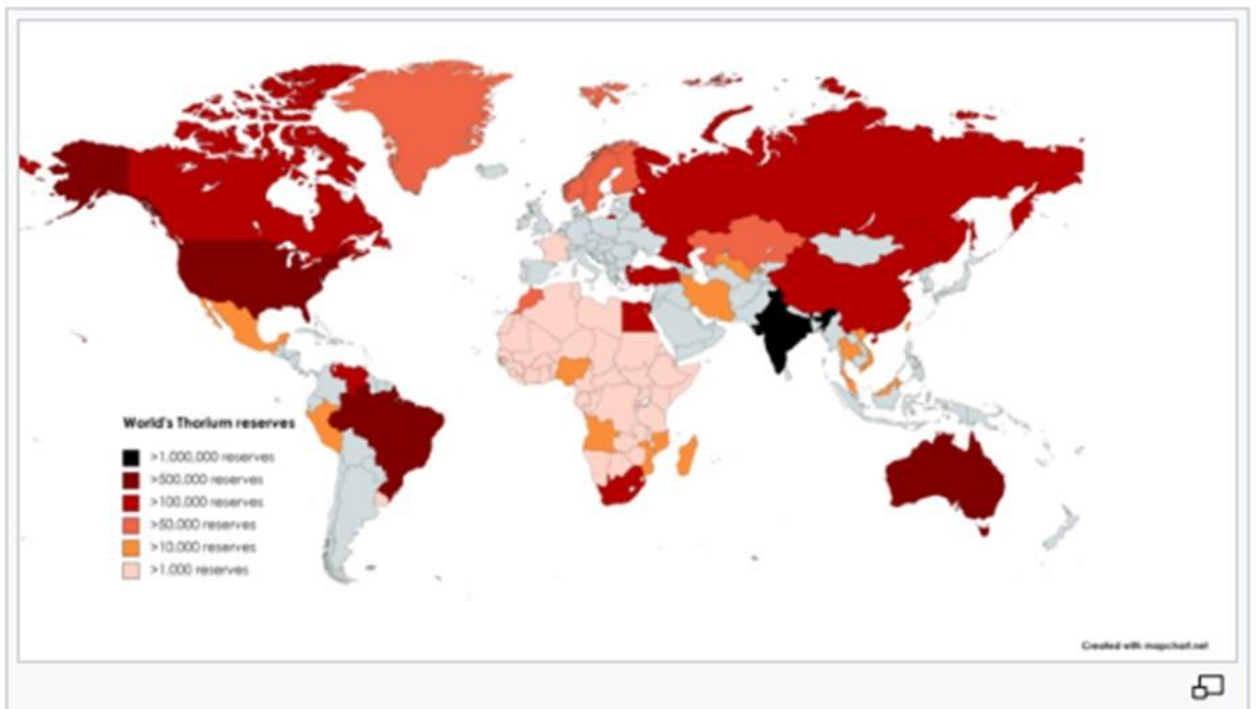 World's Thorium reserves
>1,000,000 reserves
>500,000 reserves
>100,000 reserves
>50,000 reserves
>10,000 reserves
>1,000 reserves
Created with mapchart.net